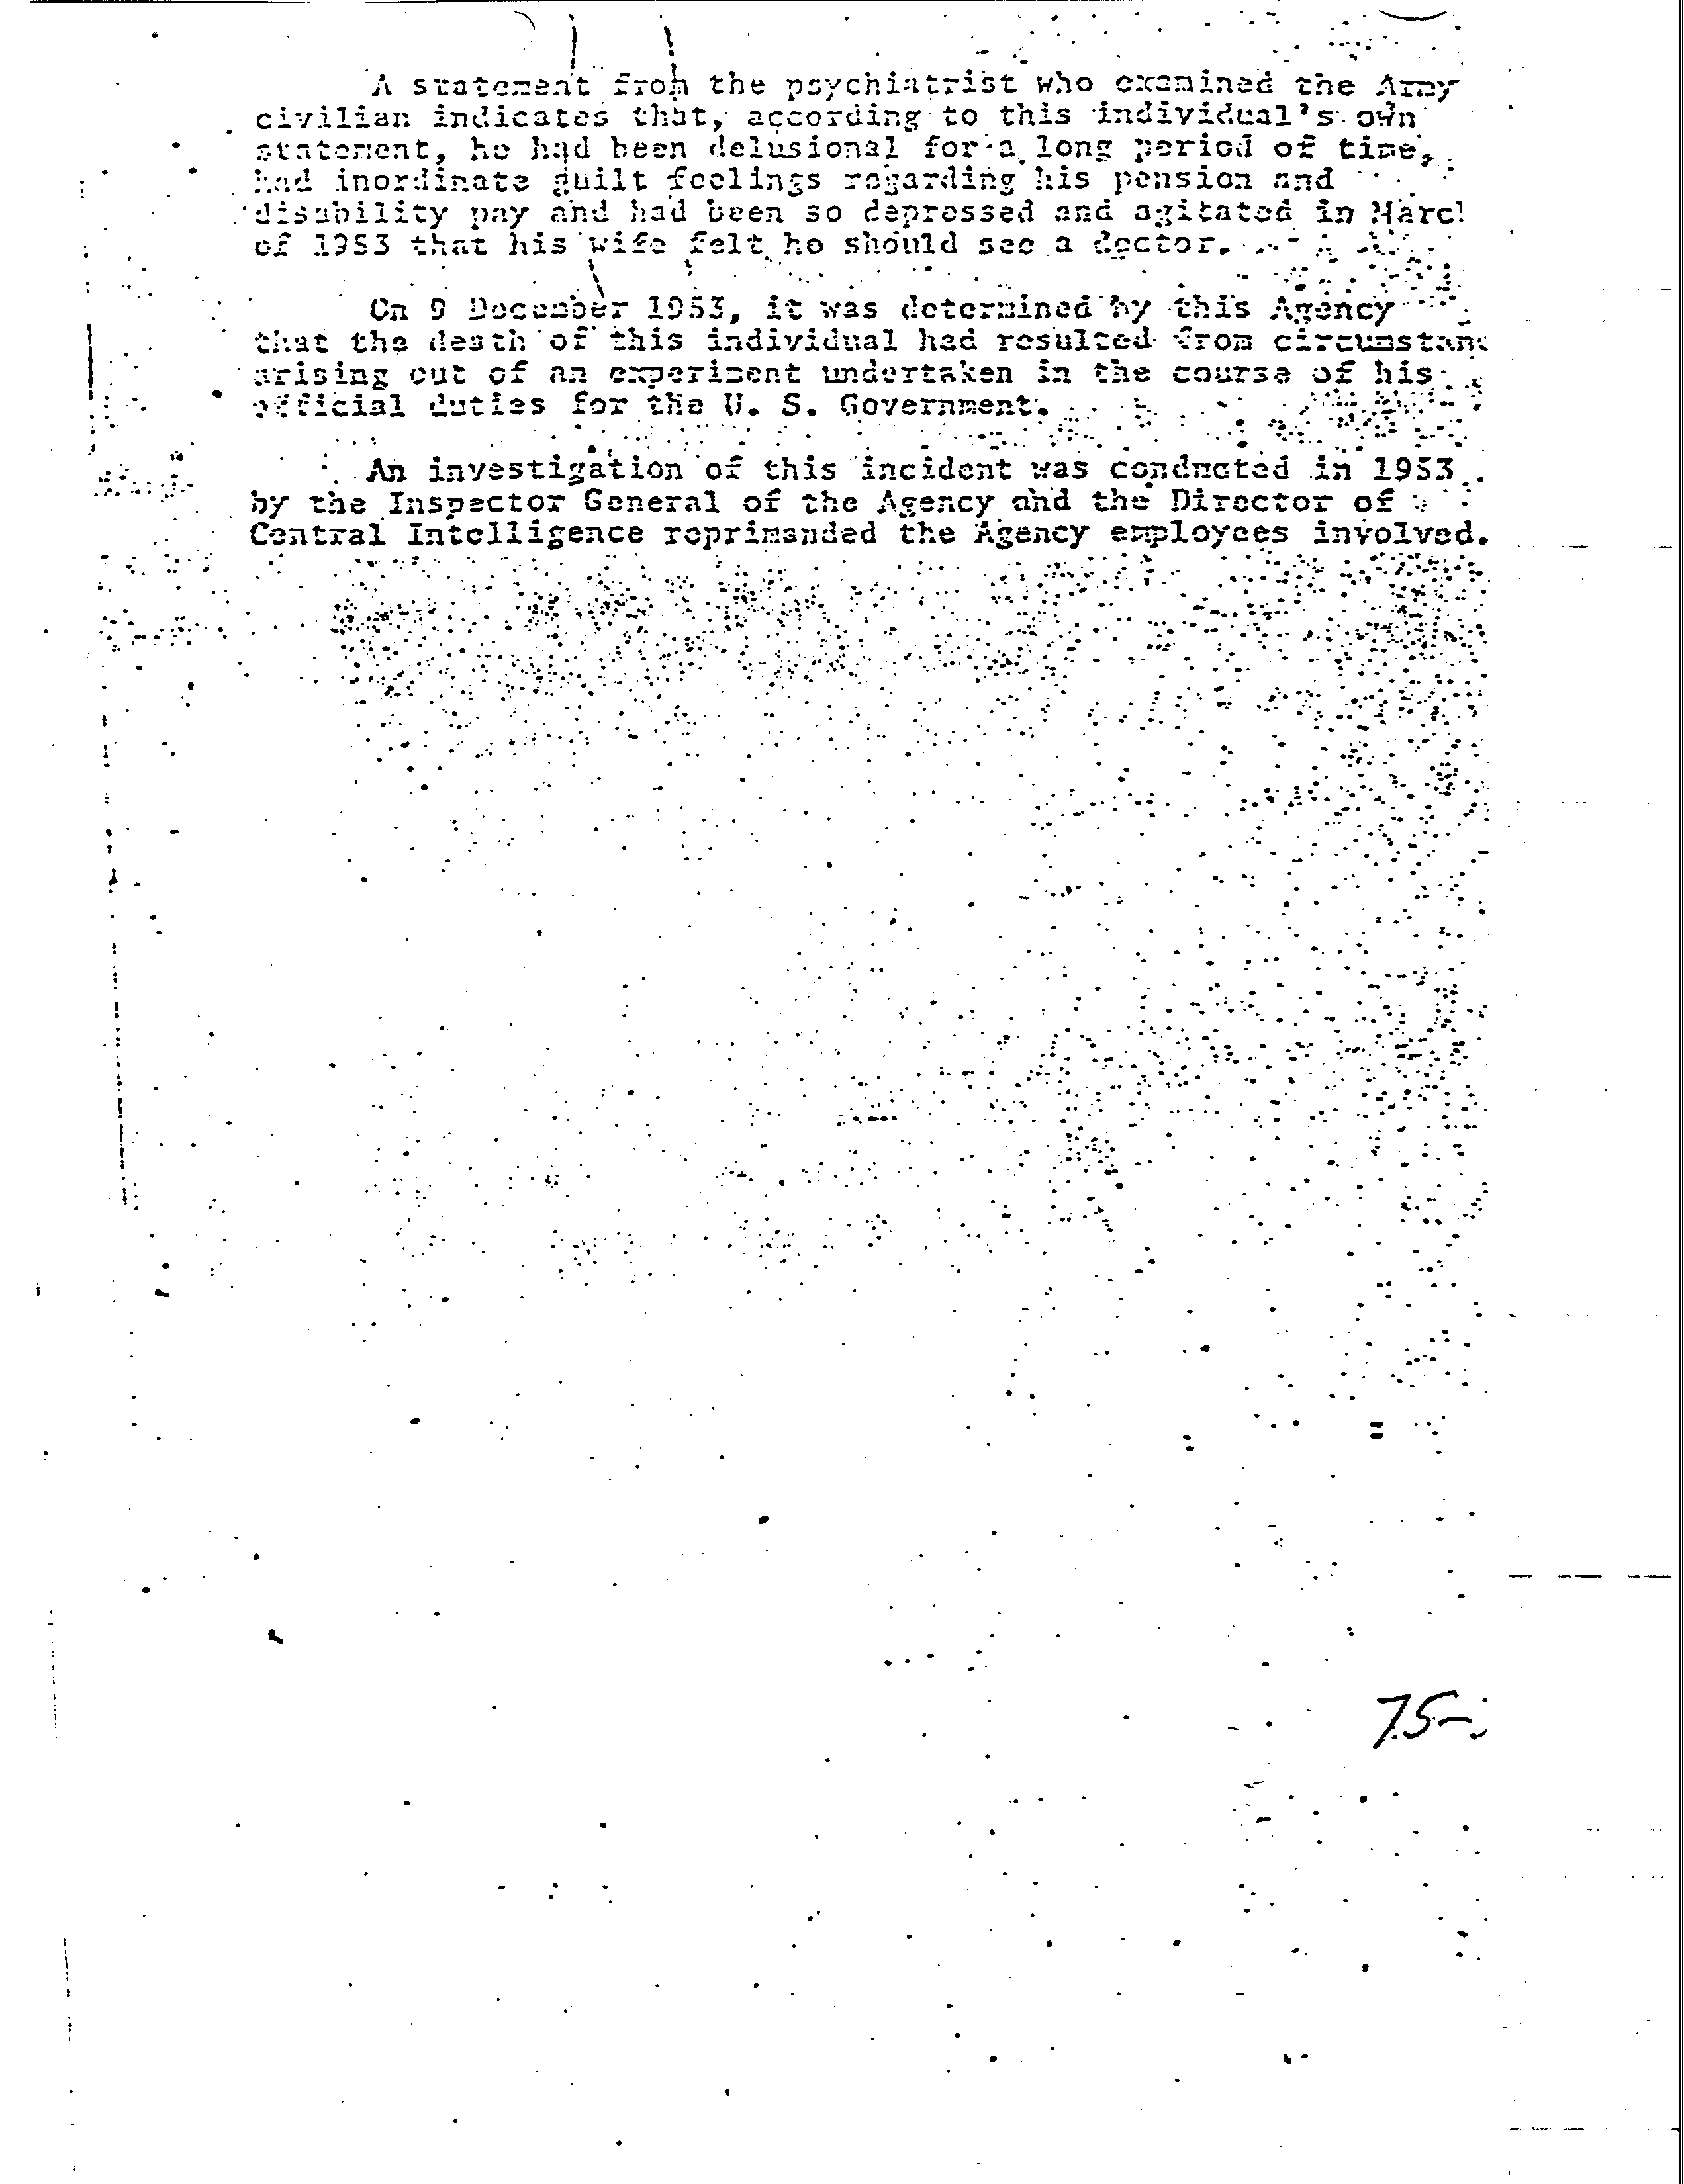 A statement from the psychiatrist who examined the Army
civilian indicates that, according to this individual's own
statement, he had been delusional for a long period of time,
had inordinate guilt feelings regarding his pension and
disability pay and had been so depressed and agitated in March
of 1953 that his wife felt he should see a doctor.
On 9 December 1953, it was determined by this Agency
that the death of this individual had resulted from circumstanc
arising out of an experiment undertaken in the course of his
official duties for the U. S. Government.
An investigation of this incident was conducted in 1953
by the Inspector General of the Agency and the Director of
Central Intelligence reprimanded the Agency employees involved.
75